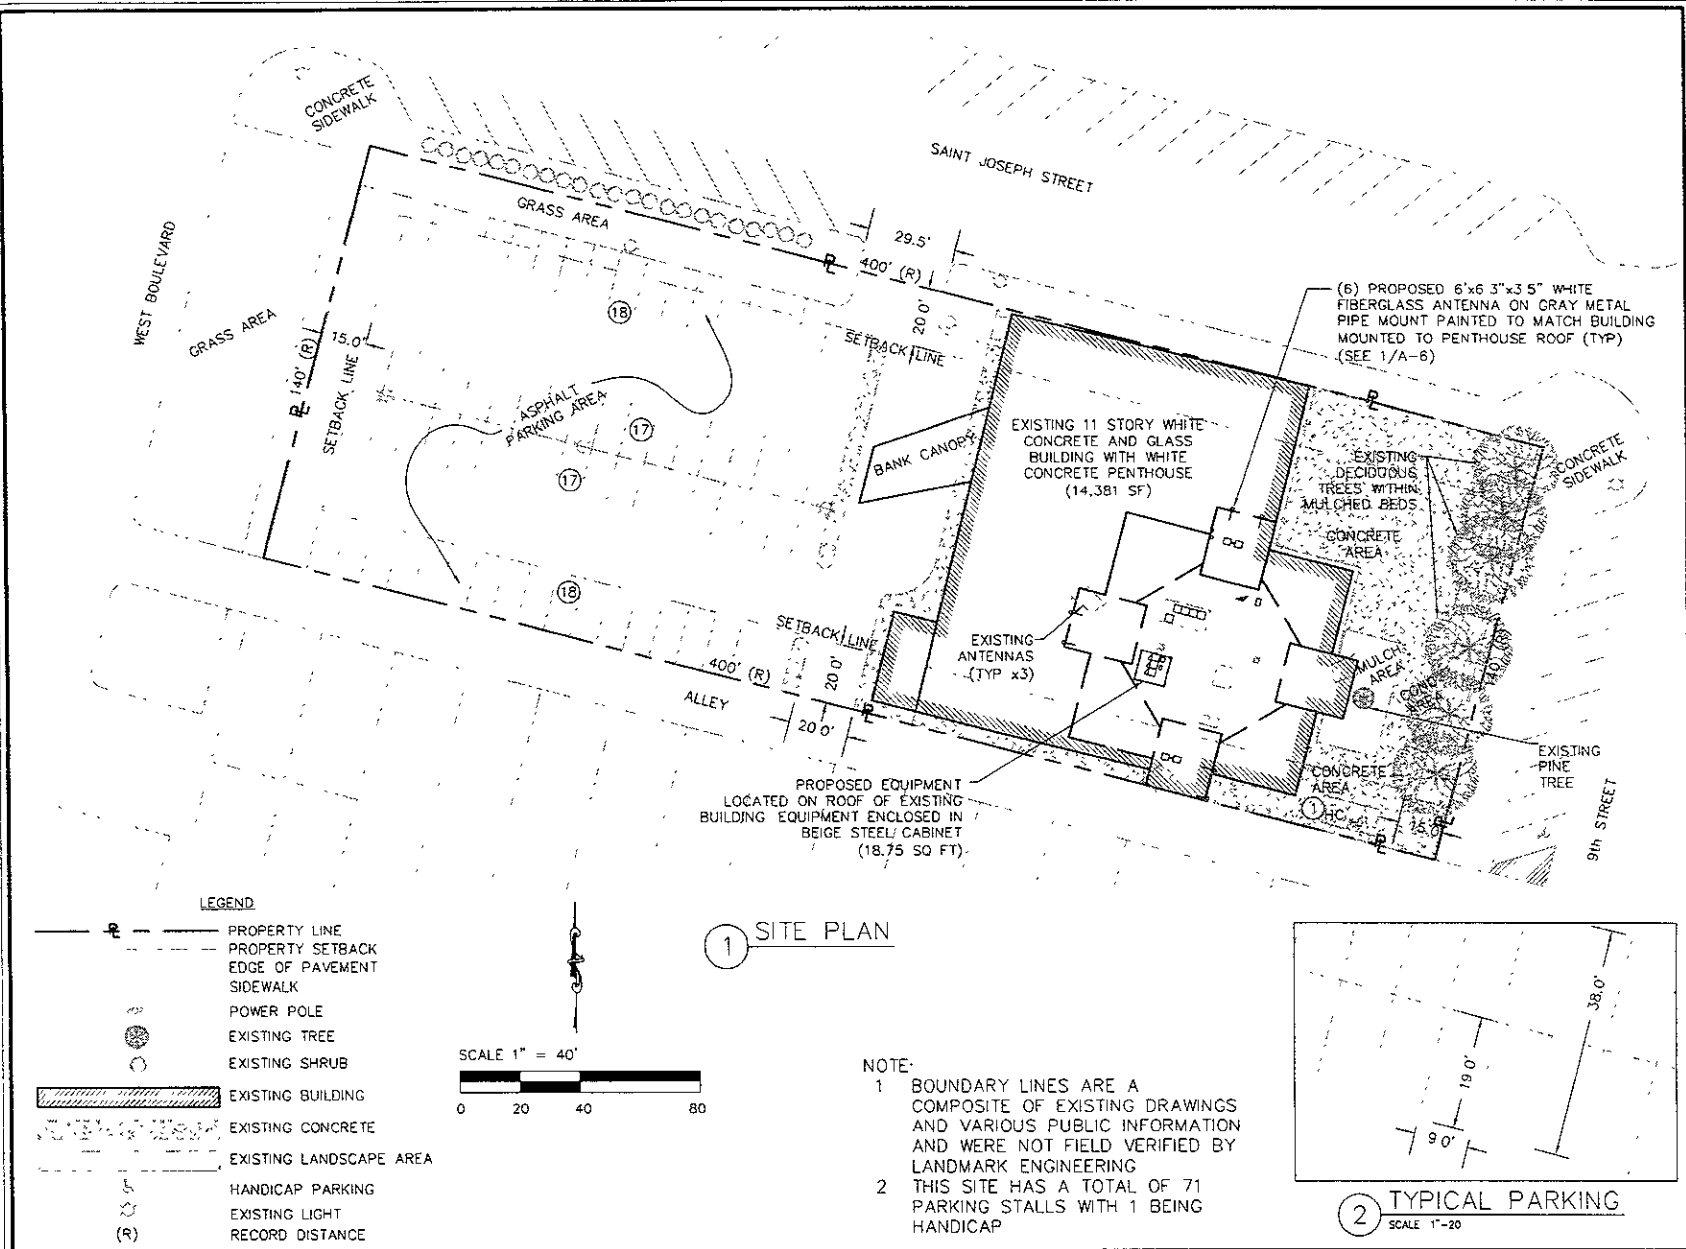 CONCRETE
SIDEWALK
SAINT JOSEPH STREET
GRASS AREA
29.5'
400' (R)
20 0'
WEST BOULEVARD
GRASS AREA
15.0'
140' (R)
SETBACK LINE
18
SETBACK LINE
ASPHALT
PARKING AREA
17
17
18
BANK CANOPY
(6) PROPOSED 6'x6 3"x3 5" WHITE
FIBERGLASS ANTENNA ON GRAY METAL
PIPE MOUNT PAINTED TO MATCH BUILDING
MOUNTED TO PENTHOUSE ROOF (TYP)
(SEE 1/A-6)
EXISTING 11 STORY WHITE
CONCRETE AND GLASS
BUILDING WITH WHITE
CONCRETE PENTHOUSE
(14,381 SF)
EXISTING
DECIDUOUS
TREES WITHIN
MULCHED BEDS
CONCRETE
SIDEWALK
CONCRETE
AREA
EXISTING
ANTENNAS
(TYP x3)
SETBACK LINE
400' (R)
20 0'
ALLEY
20 0'
MULCH
AREA
CONC
AREA
140' (R)
EXISTING
PINE
TREE
CONCRETE
AREA
1
HC
15.0'
9th STREET
PROPOSED EQUIPMENT
LOCATED ON ROOF OF EXISTING
BUILDING EQUIPMENT ENCLOSED IN
BEIGE STEEL CABINET
(18.75 SQ FT)
LEGEND
PROPERTY LINE
PROPERTY SETBACK
EDGE OF PAVEMENT
SIDEWALK
POWER POLE
EXISTING TREE
EXISTING SHRUB
EXISTING BUILDING
EXISTING CONCRETE
EXISTING LANDSCAPE AREA
HANDICAP PARKING
EXISTING LIGHT
(R) RECORD DISTANCE
SCALE 1" = 40'
0 20 40 80
1 SITE PLAN
NOTE:
1 BOUNDARY LINES ARE A
COMPOSITE OF EXISTING DRAWINGS
AND VARIOUS PUBLIC INFORMATION
AND WERE NOT FIELD VERIFIED BY
LANDMARK ENGINEERING
2 THIS SITE HAS A TOTAL OF 71
PARKING STALLS WITH 1 BEING
HANDICAP
38.0'
19 0'
9 0'
2 TYPICAL PARKING
SCALE 1"-20